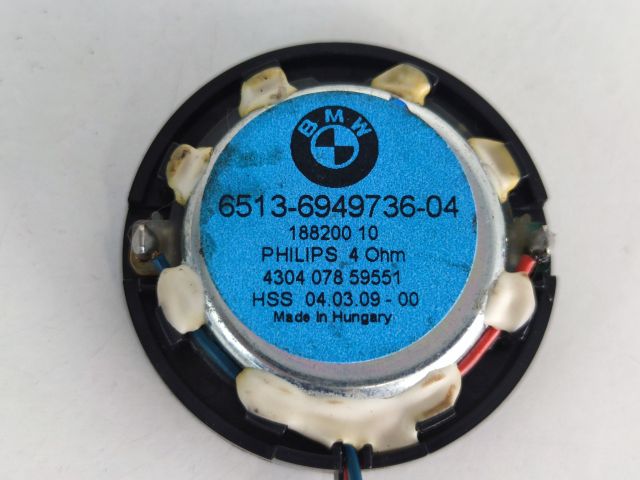 BMW
6513-6949736-04
188200 10
PHILIPS 4 Ohm
4304 078 59551
HSS 04.03.09 - 00
Made in Hungary